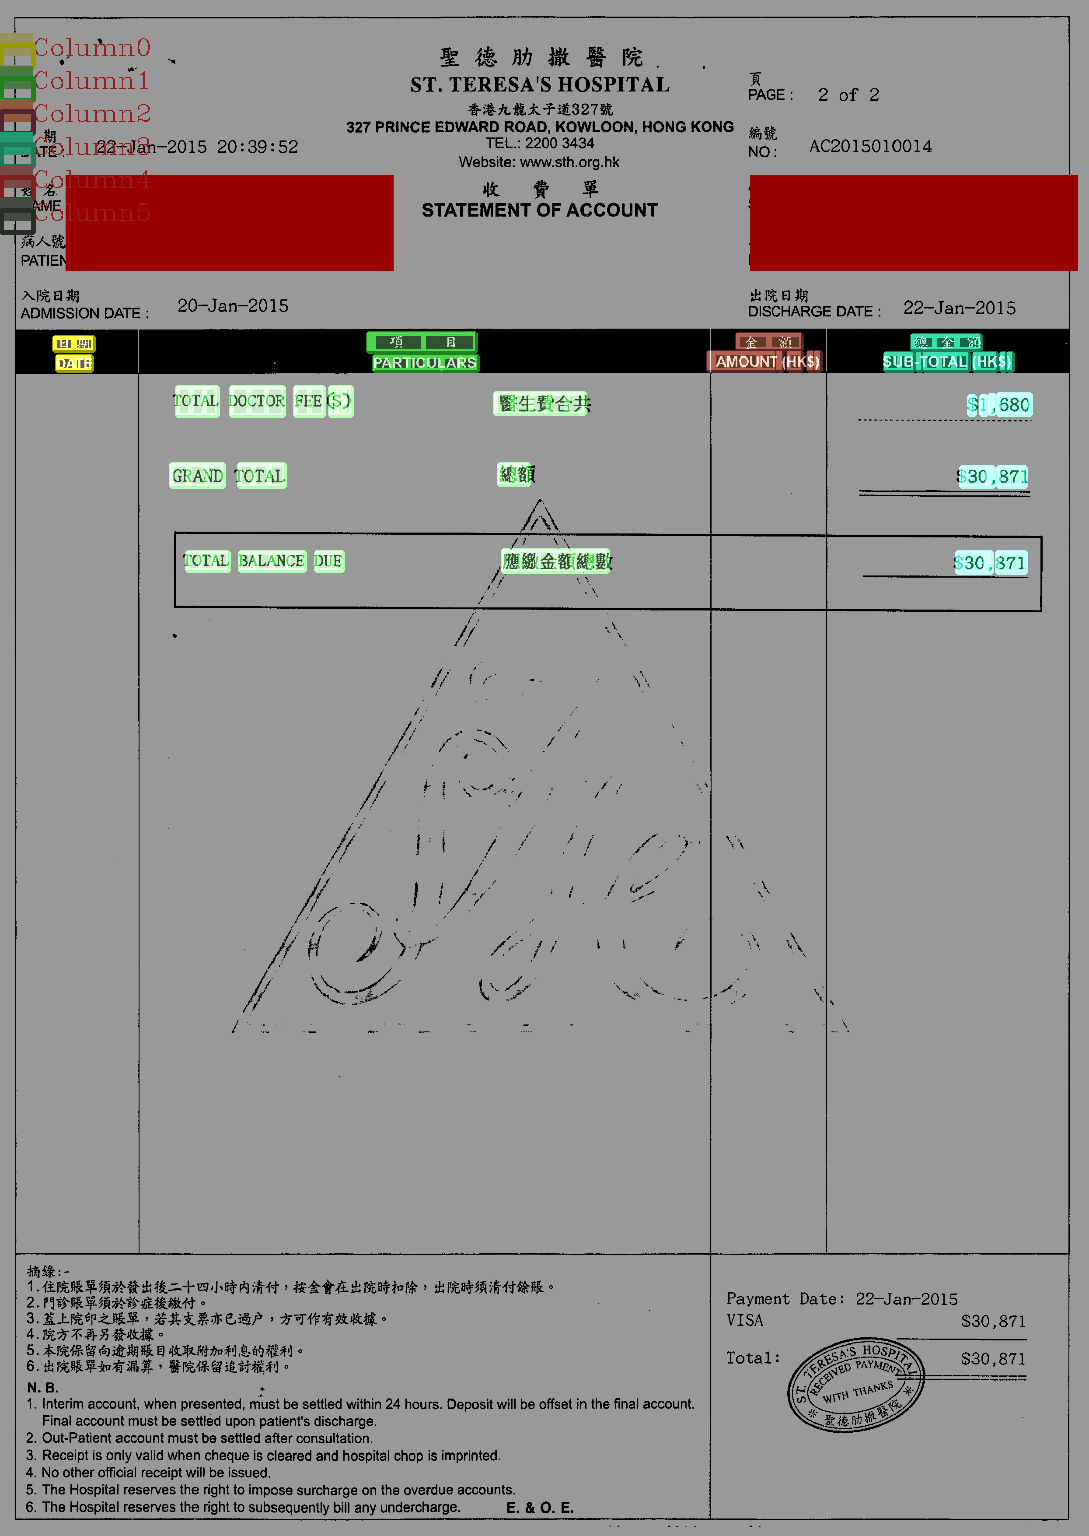 Column0
Column1
Column2
Column3
Column4
Column5
聖德肋撒醫院
ST. TERESA'S HOSPITAL
香港九龍太子道327號
327 PRINCE EDWARD ROAD, KOWLOON, HONG KONG
TEL.: 2200 3434
Website: www.sth.org.hk
收費單
STATEMENT OF ACCOUNT
頁
PAGE : 2 of 2
編號
NO : AC2015010014
期
DATE : 22-Jan-2015 20:39:52
姓名
NAME
病人號
PATIEN
入院日期
ADMISSION DATE : 20-Jan-2015
出院日期
DISCHARGE DATE : 22-Jan-2015
日期 項目 金額 總金額
DATE PARTICULARS AMOUNT (HK$) SUB-TOTAL (HK$)
TOTAL DOCTOR FEE(S) 醫生費合共 $1,680
GRAND TOTAL 總額 $30,871
TOTAL BALANCE DUE 應繳金額總數 $30,871
摘錄:-
1.住院賬單須於發出後二十四小時內清付，按金會在出院時扣除，出院時須清付餘賬。
2.門診賬單須於診症後繳付。
3.蓋上院印之賬單，若其支票亦已過户，方可作有效收據。
4.院方不再另發收據。
5.本院保留向逾期賬目收取附加利息的權利。
6.出院賬單如有漏算，醫院保留追討權利。
N. B.
1. Interim account, when presented, must be settled within 24 hours. Deposit will be offset in the final account.
Final account must be settled upon patient's discharge.
2. Out-Patient account must be settled after consultation.
3. Receipt is only valid when cheque is cleared and hospital chop is imprinted.
4. No other official receipt will be issued.
5. The Hospital reserves the right to impose surcharge on the overdue accounts.
6. The Hospital reserves the right to subsequently bill any undercharge. E. & O. E.
Payment Date: 22-Jan-2015
VISA $30,871
Total: $30,871
ST. TERESA'S HOSPITAL
RECEIVED PAYMENT
WITH THANKS
聖德肋撒醫院